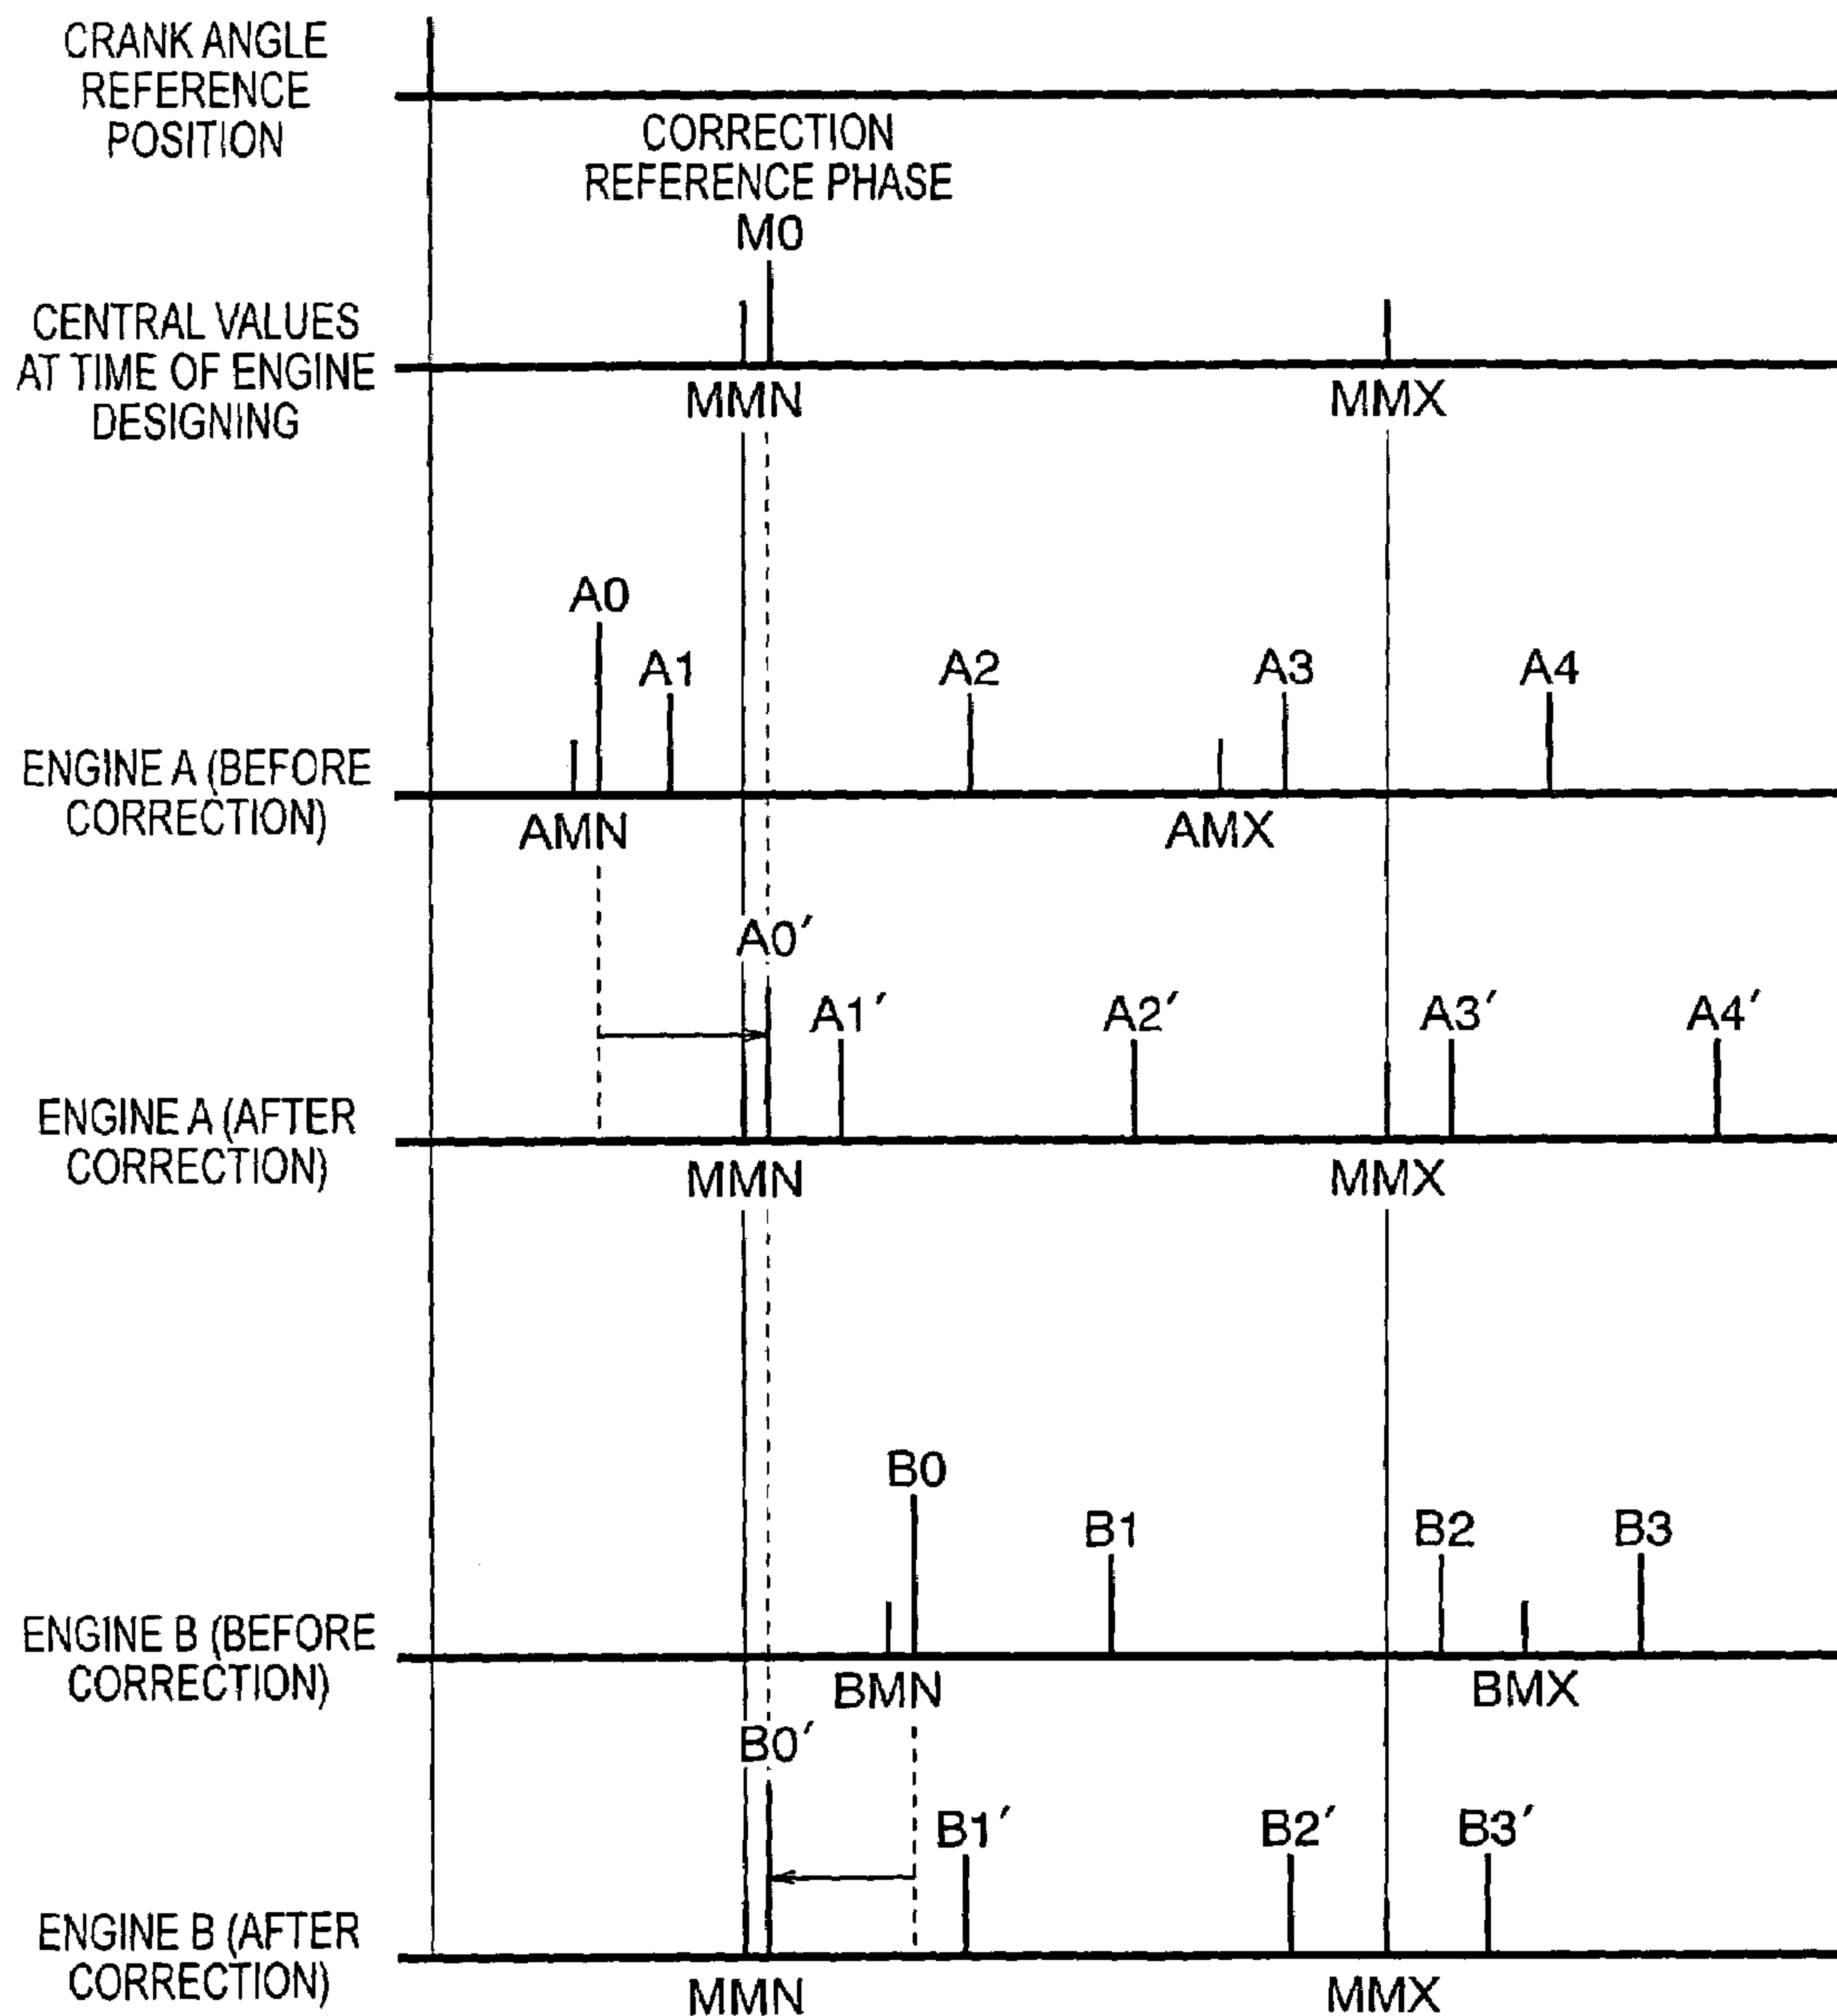 CRANK ANGLE
REFERENCE
POSITION
CORRECTION
REFERENCE PHASE
M0
CENTRAL VALUES
AT TIME OF ENGINE
DESIGNING
MMN MMX
A0
A1 A2 A3 A4
ENGINE A (BEFORE
CORRECTION)
AMN AMX
A0′
A1′ A2′ A3′ A4′
ENGINE A (AFTER
CORRECTION)
MMN MMX
B0
B1 B2 B3
ENGINE B (BEFORE
CORRECTION)
BMN BMX
B0′
B1′ B2′ B3′
ENGINE B (AFTER
CORRECTION)
MMN MMX